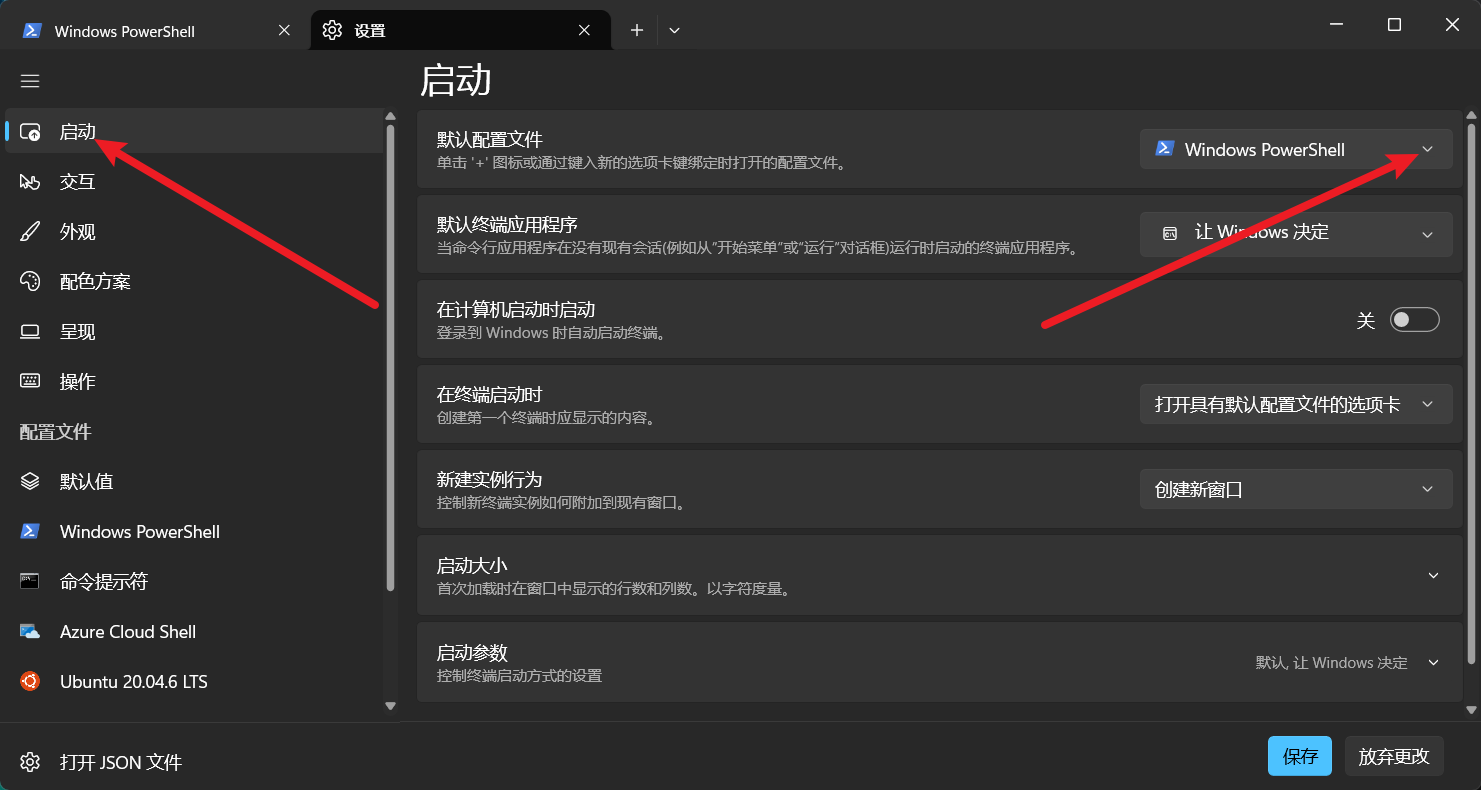 Windows PowerShell
设置
启动
交互
外观
配色方案
呈现
操作
配置文件
默认值
Windows PowerShell
命令提示符
Azure Cloud Shell
Ubuntu 20.04.6 LTS
打开 JSON 文件
启动
默认配置文件
单击 '+' 图标或通过键入新的选项卡键绑定时打开的配置文件。
Windows PowerShell
默认终端应用程序
当命令行应用程序在没有现有会话(例如从“开始菜单”或“运行”对话框)运行时启动的终端应用程序。
让 Windows 决定
在计算机启动时启动
登录到 Windows 时自动启动终端。
关
在终端启动时
创建第一个终端时应显示的内容。
打开具有默认配置文件的选项卡
新建实例行为
控制新终端实例如何附加到现有窗口。
创建新窗口
启动大小
首次加载时在窗口中显示的行数和列数。以字符度量。
启动参数
控制终端启动方式的设置
默认, 让 Windows 决定
保存
放弃更改